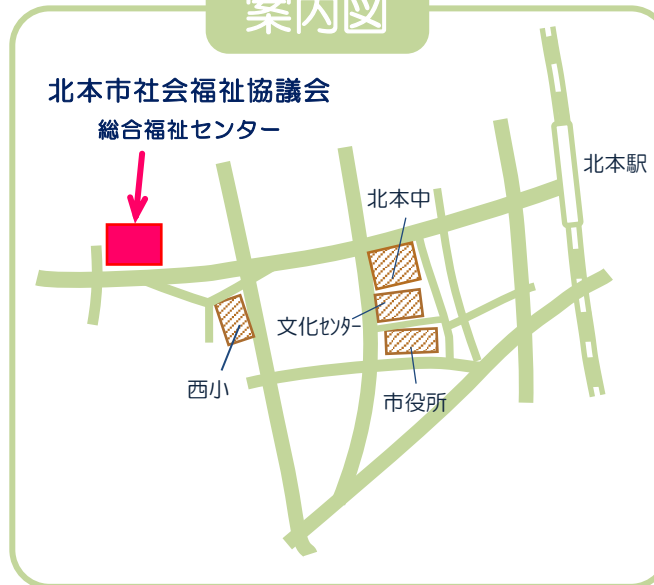 案内図
北本市社会福祉協議会
総合福祉センター
北本駅
北本中
文化センター
西小
市役所